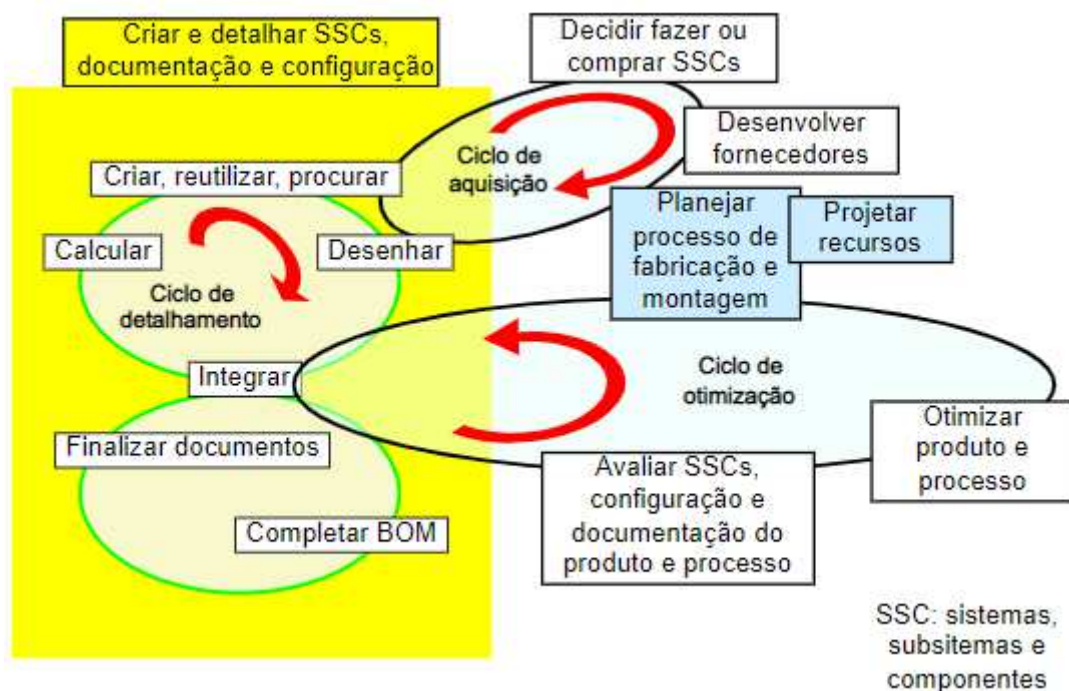 Criar e detalhar SSCs,
documentação e configuração
Decidir fazer ou
comprar SSCs
Desenvolver
fornecedores
Ciclo de
aquisição
Criar, reutilizar, procurar
Planejar
processo de
fabricação e
montagem
Projetar
recursos
Calcular
Desenhar
Ciclo de
detalhamento
Integrar
Ciclo de
otimização
Finalizar documentos
Otimizar
produto e
processo
Avaliar SSCs,
configuração e
documentação do
produto e processo
Completar BOM
SSC: sistemas,
subsitemas e
componentes